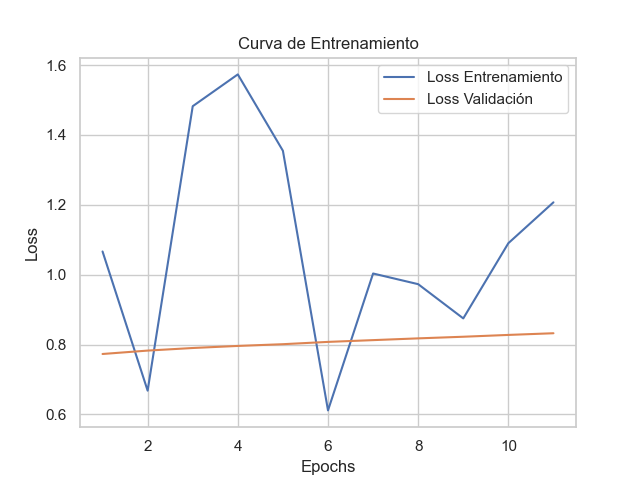 Curva de Entrenamiento
Loss Entrenamiento
Loss Validación
Loss
1.6
1.4
1.2
1.0
0.8
0.6
2 4 6 8 10
Epochs